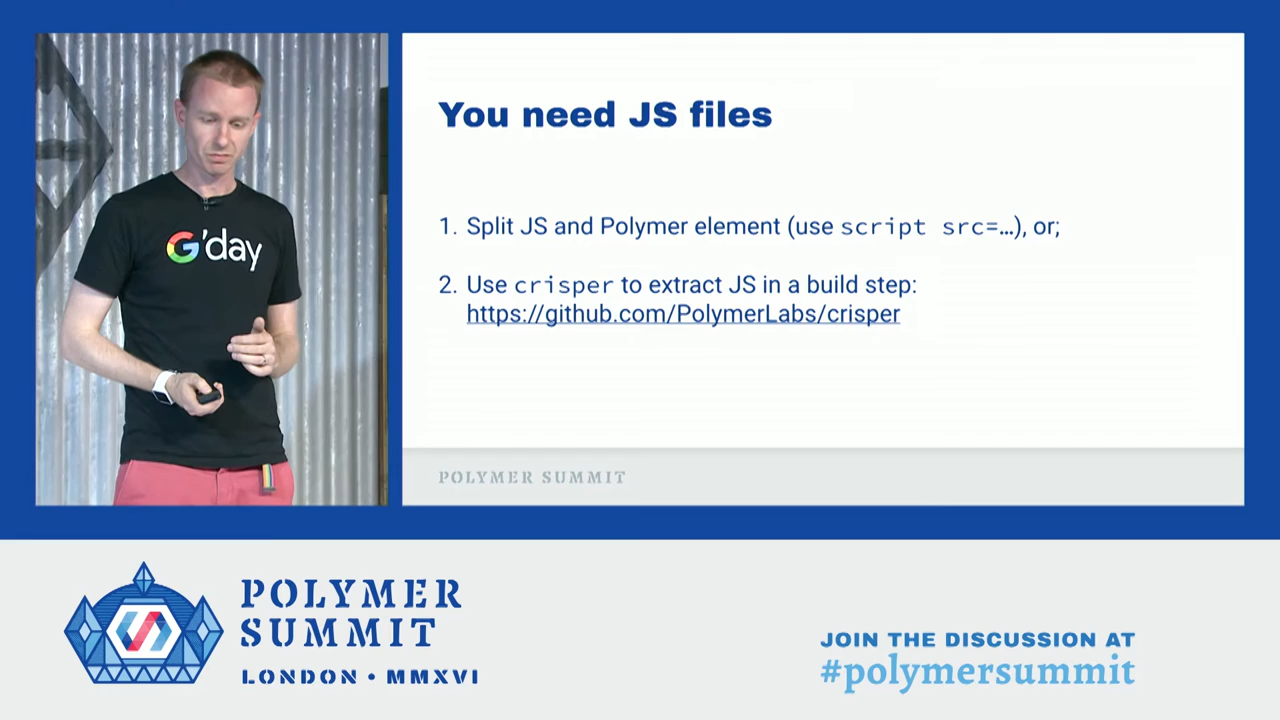 G'day
You need JS files
1. Split JS and Polymer element (use script src=…), or;
2. Use crisper to extract JS in a build step:
https://github.com/PolymerLabs/crisper
POLYMER SUMMIT
POLYMER
SUMMIT
LONDON • MMXVI
JOIN THE DISCUSSION AT
#polymersummit